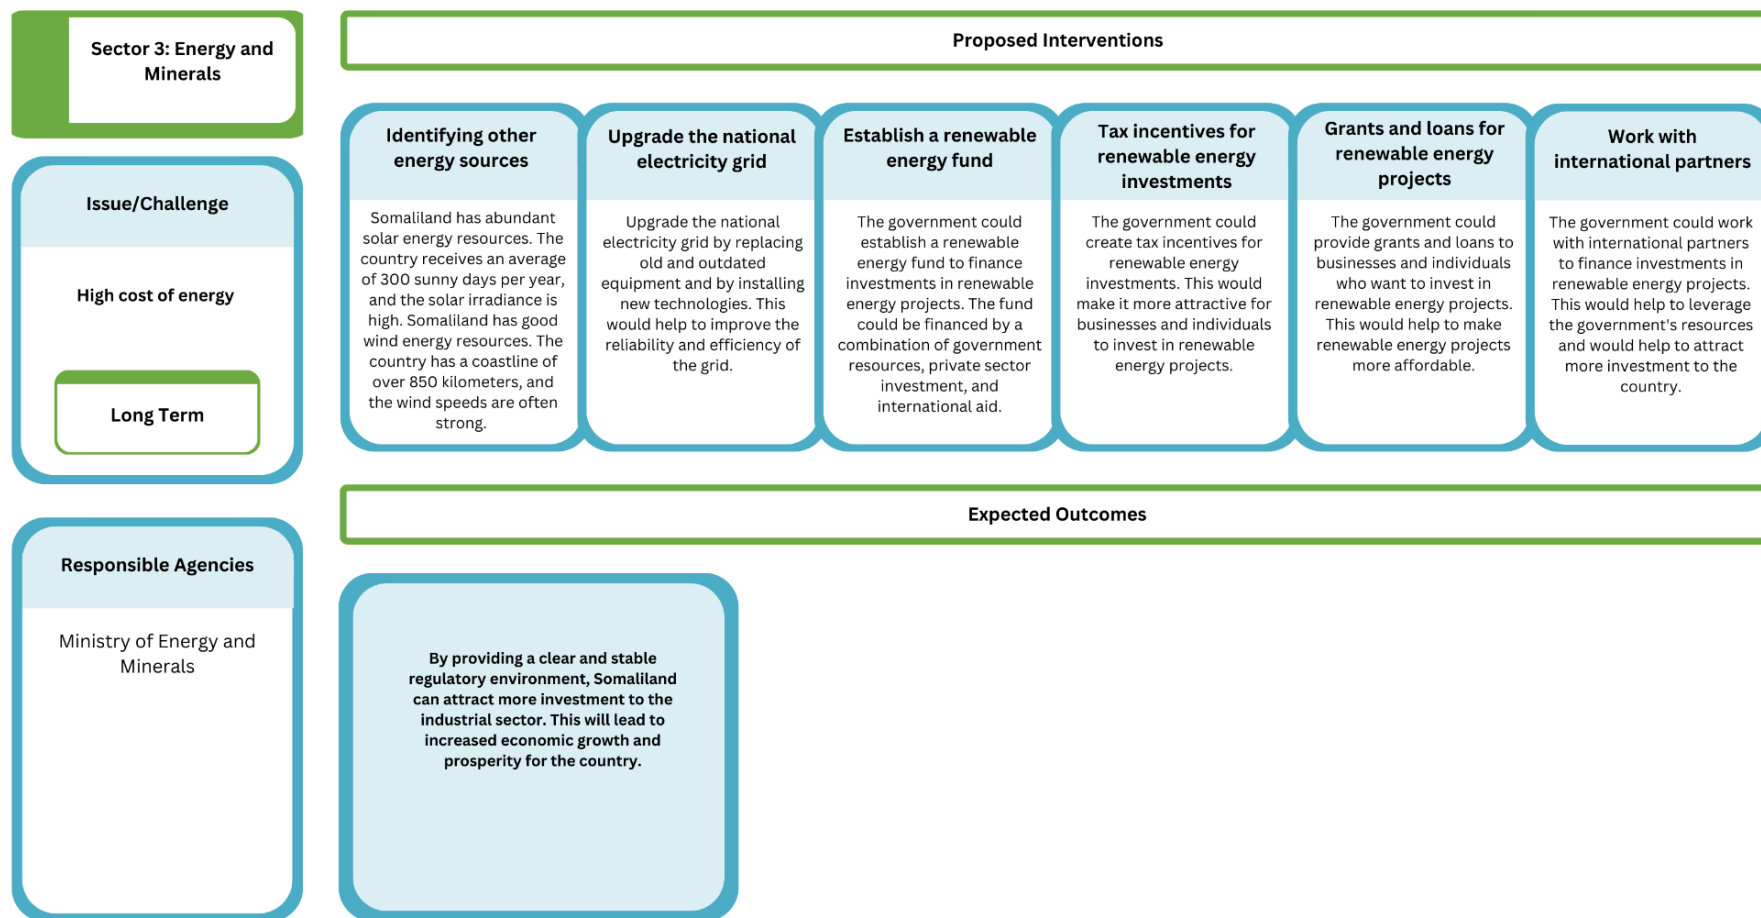 Sector 3: Energy and
Minerals
Issue/Challenge
High cost of energy
Long Term
Responsible Agencies
Ministry of Energy and
Minerals
Proposed Interventions
Identifying other
energy sources
Somaliland has abundant
solar energy resources. The
country receives an average
of 300 sunny days per year,
and the solar irradiance is
high. Somaliland has good
wind energy resources. The
country has a coastline of
over 850 kilometers, and
the wind speeds are often
strong.
Upgrade the national
electricity grid
Upgrade the national
electricity grid by replacing
old and outdated
equipment and by installing
new technologies. This
would help to improve the
reliability and efficiency of
the grid.
Establish a renewable
energy fund
The government could
establish a renewable
energy fund to finance
investments in renewable
energy projects. The fund
could be financed by a
combination of government
resources, private sector
investment, and
international aid.
Tax incentives for
renewable energy
investments
The government could
create tax incentives for
renewable energy
investments. This would
make it more attractive for
businesses and individuals
to invest in renewable
energy projects.
Grants and loans for
renewable energy
projects
The government could
provide grants and loans to
businesses and individuals
who want to invest in
renewable energy projects.
This would help to make
renewable energy projects
more affordable.
Work with
international partners
The government could work
with international partners
to finance investments in
renewable energy projects.
This would help to leverage
the government's resources
and would help to attract
more investment to the
country.
Expected Outcomes
By providing a clear and stable
regulatory environment, Somaliland
can attract more investment to the
industrial sector. This will lead to
increased economic growth and
prosperity for the country.